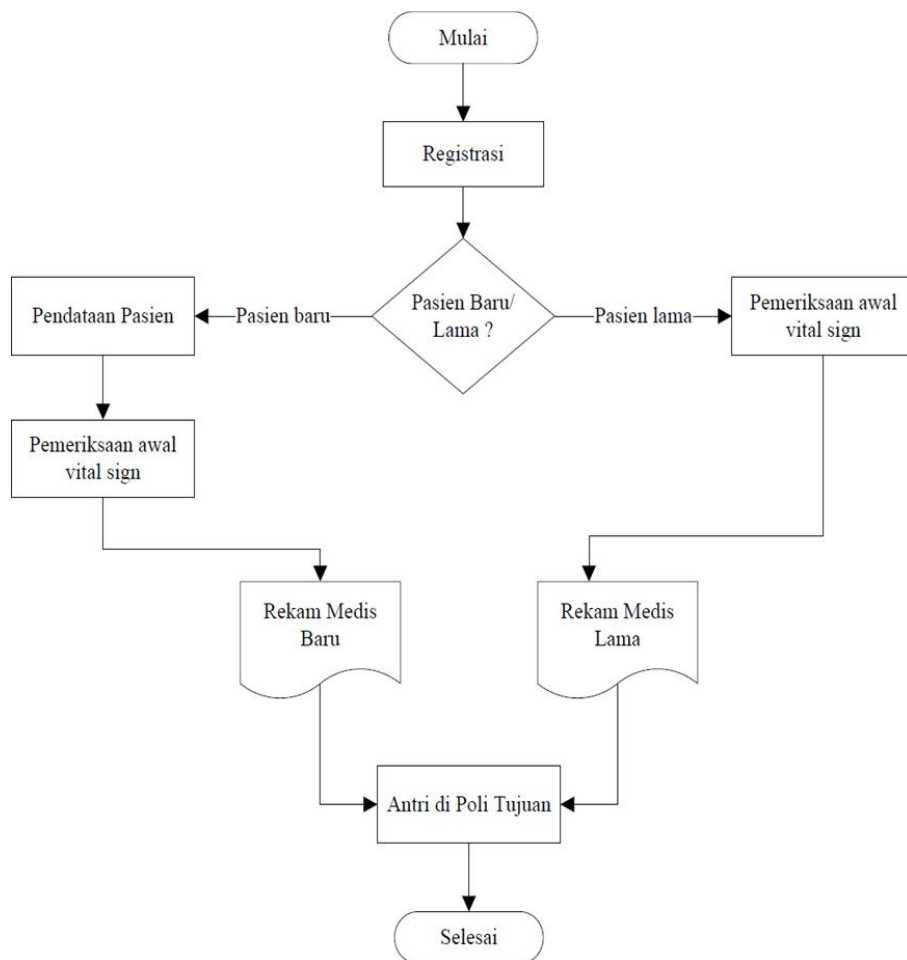 Mulai
Registrasi
Pasien Baru/
Lama ?
Pasien baru
Pasien lama
Pendataan Pasien
Pemeriksaan awal
vital sign
Pemeriksaan awal
vital sign
Rekam Medis
Baru
Rekam Medis
Lama
Antri di Poli Tujuan
Selesai